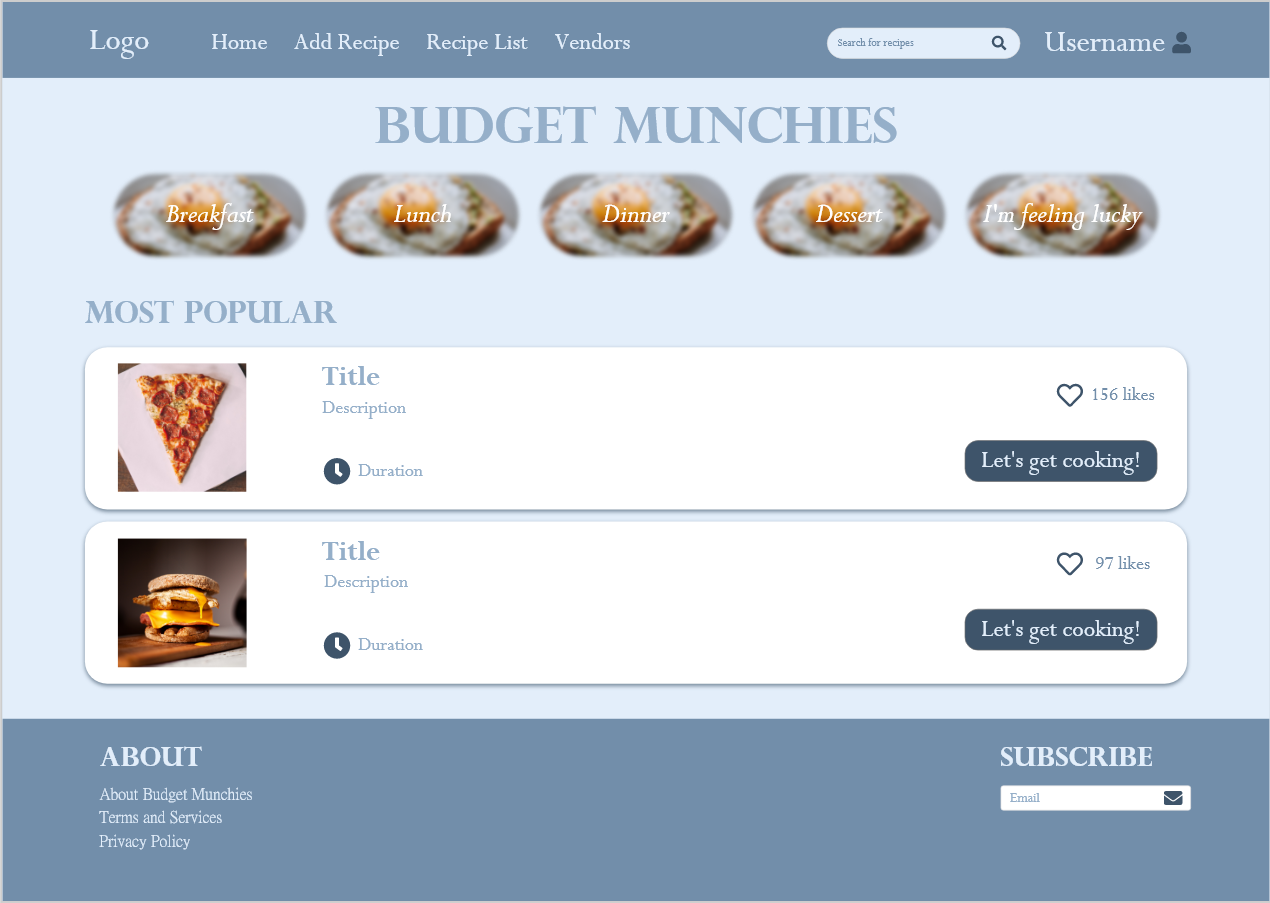 Logo Home Add Recipe Recipe List Vendors Search for recipes Username
BUDGET MUNCHIES
Breakfast Lunch Dinner Dessert I'm feeling lucky
MOST POPULAR
Title
Description
156 likes
Duration
Let's get cooking!
Title
Description
97 likes
Duration
Let's get cooking!
ABOUT
About Budget Munchies
Terms and Services
Privacy Policy
SUBSCRIBE
Email